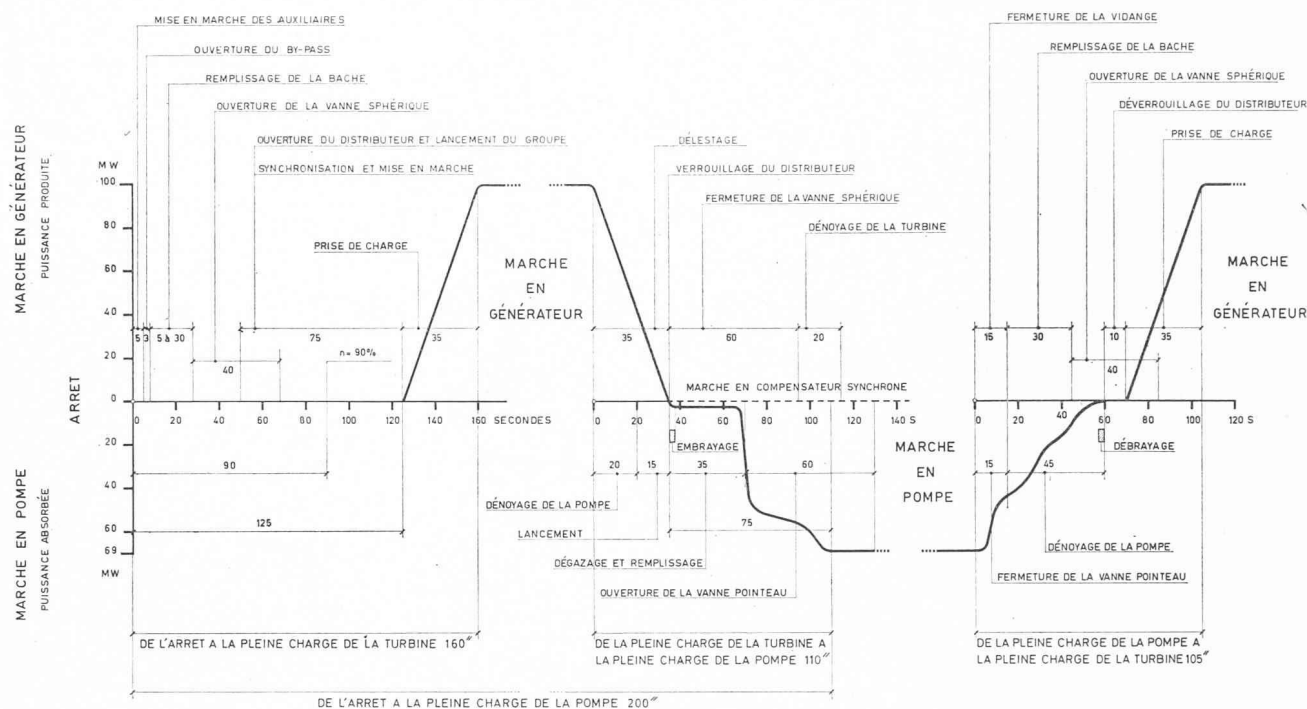 MISE EN MARCHE DES AUXILIAIRES
OUVERTURE DU BY-PASS
REMPLISSAGE DE LA BACHE
OUVERTURE DE LA VANNE SPHÉRIQUE
OUVERTURE DU DISTRIBUTEUR ET LANCEMENT DU GROUPE
SYNCHRONISATION ET MISE EN MARCHE
PRISE DE CHARGE
DÉLESTAGE
VERROUILLAGE DU DISTRIBUTEUR
FERMETURE DE LA VANNE SPHÉRIQUE
DÉNOYAGE DE LA TURBINE
FERMETURE DE LA VIDANGE
REMPLISSAGE DE LA BACHE
OUVERTURE DE LA VANNE SPHÉRIQUE
DÉVERROUILLAGE DU DISTRIBUTEUR
PRISE DE CHARGE
MARCHE EN GÉNÉRATEUR
PUISSANCE PRODUITE
ARRET
MARCHE EN POMPE
PUISSANCE ABSORBÉE
MW
100
80
60
40
20
0
20
40
60
69
MW
5 3 5 à 30
75
35
40
n= 90%
0 20 40 60 80 100 120 140 160 SECONDES
90
125
MARCHE
EN
GÉNÉRATEUR
35
60
20
MARCHE EN COMPENSATEUR SYNCHRONE
0 20 40 60 80 100 120 140 S
EMBRAYAGE
20 15 35 60
DÉNOYAGE DE LA POMPE
75
LANCEMENT
DÉGAZAGE ET REMPLISSAGE
OUVERTURE DE LA VANNE POINTEAU
MARCHE
EN
POMPE
15 30 10 35
40
MARCHE
EN
GÉNÉRATEUR
0 20 40 60 80 100 120 S
DÉBRAYAGE
15 45
DÉNOYAGE DE LA POMPE
FERMETURE DE LA VANNE POINTEAU
DE L'ARRET A LA PLEINE CHARGE DE LA TURBINE 160"
DE LA PLEINE CHARGE DE LA TURBINE A
LA PLEINE CHARGE DE LA POMPE 110"
DE LA PLEINE CHARGE DE LA POMPE A
LA PLEINE CHARGE DE LA TURBINE 105"
DE L'ARRET A LA PLEINE CHARGE DE LA POMPE 200"